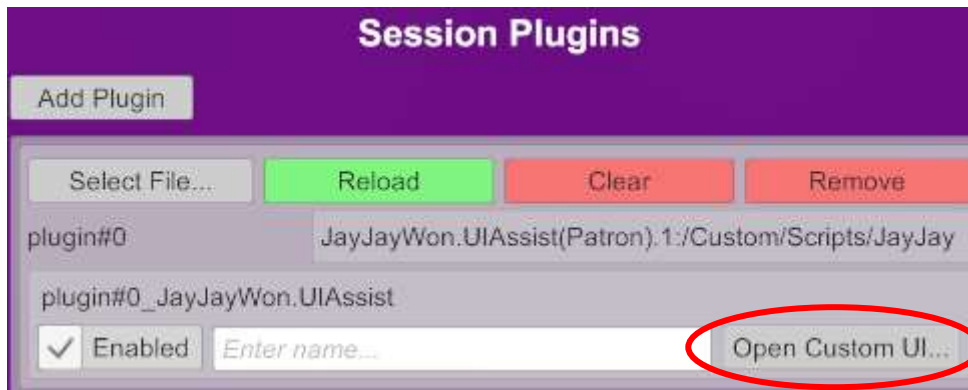 Session Plugins
Add Plugin
Select File... Reload Clear Remove
plugin#0 JayJayWon.UIAssist(Patron).1:/Custom/Scripts/JayJay
plugin#0_JayJayWon.UIAssist
Enabled Enter name... Open Custom UI...